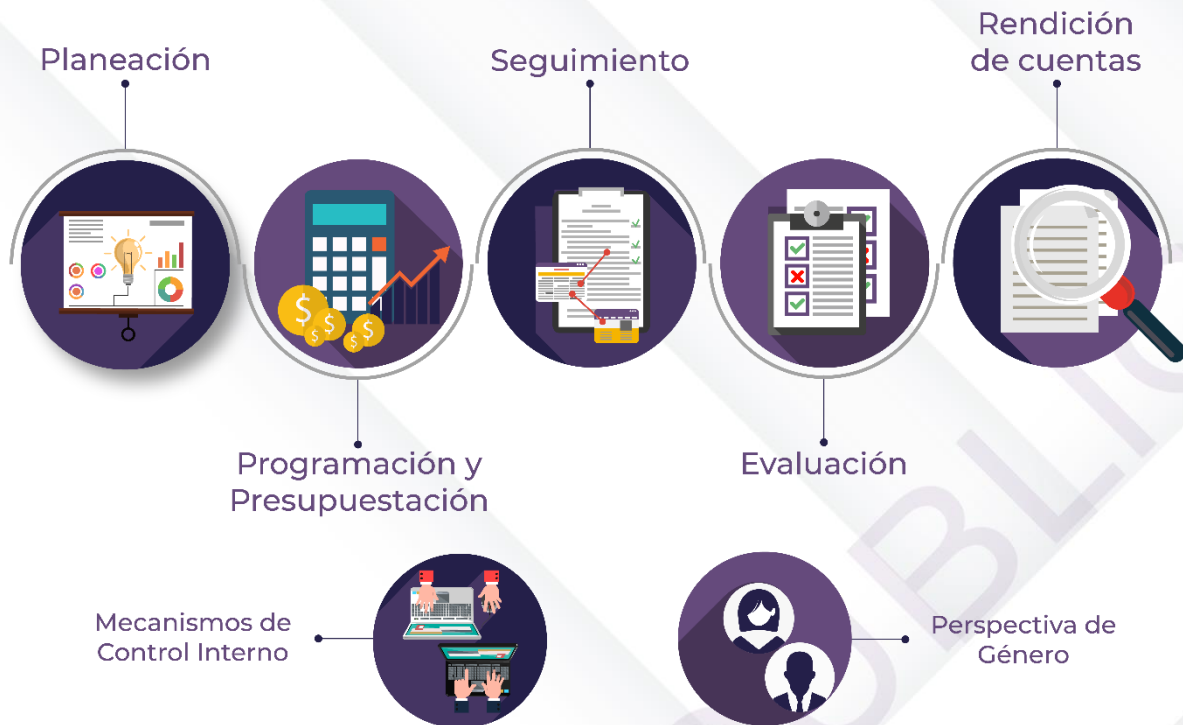 Planeación
Seguimiento
Rendición
de cuentas
Programación y
Presupuestación
Evaluación
Mecanismos de
Control Interno
Perspectiva de
Género